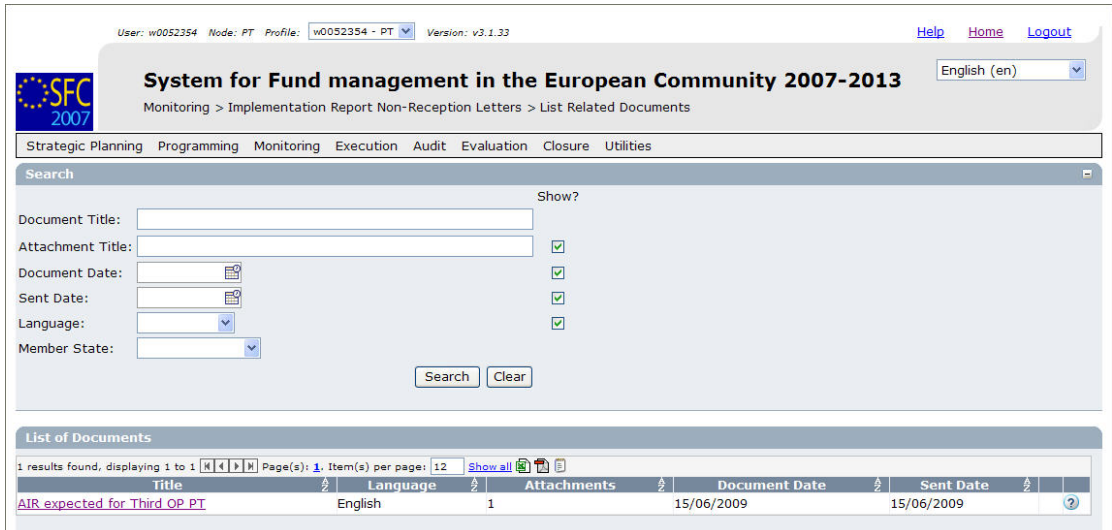 User: w0052354 Node: PT Profile: w0052354 - PT Version: v3.1.33 Help Home Logout
SFC 2007
System for Fund management in the European Community 2007-2013
English (en)
Monitoring > Implementation Report Non-Reception Letters > List Related Documents
Strategic Planning Programming Monitoring Execution Audit Evaluation Closure Utilities
Search
Show?
Document Title:
Attachment Title:
Document Date:
Sent Date:
Language:
Member State:
Search Clear
List of Documents
1 results found, displaying 1 to 1 Page(s): 1. Item(s) per page: 12 Show all
Title Language Attachments Document Date Sent Date
AIR expected for Third OP PT English 1 15/06/2009 15/06/2009